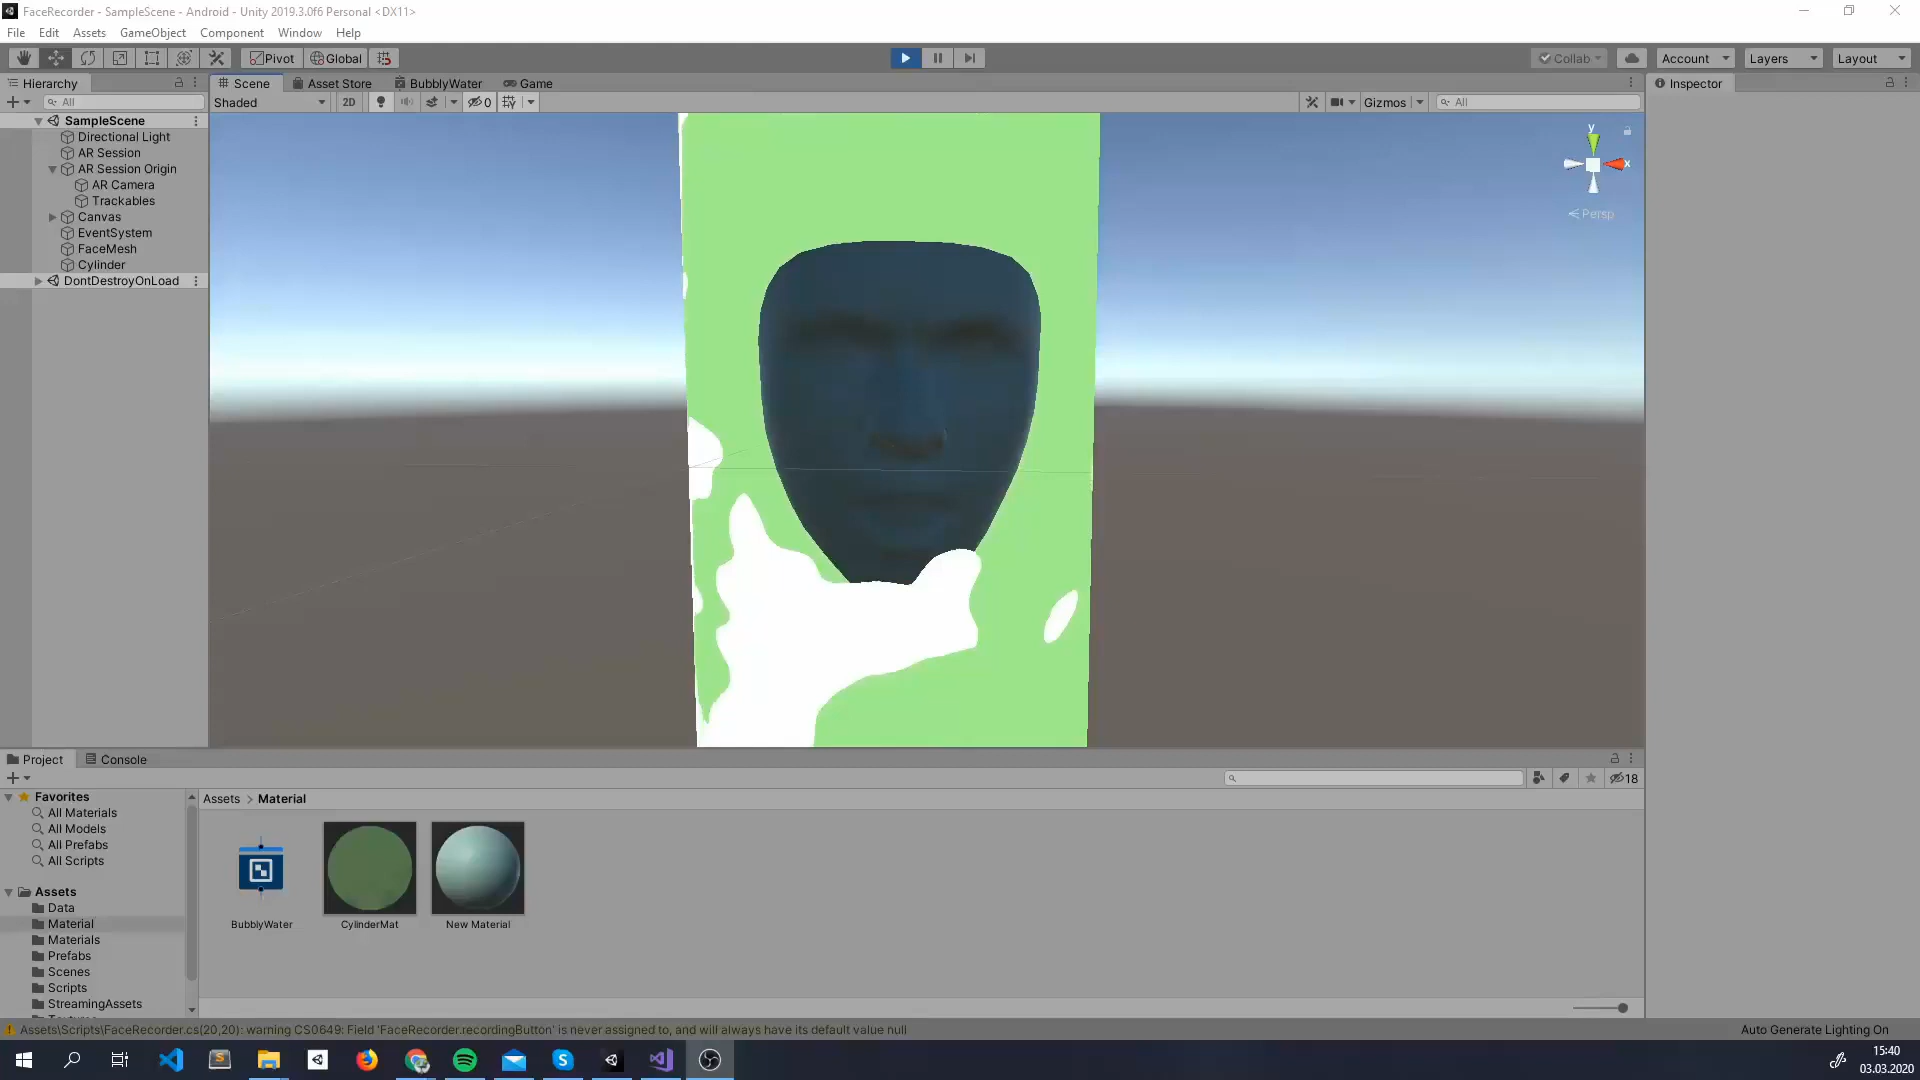 FaceRecorder - SampleScene - Android - Unity 2019.3.0f6 Personal <DX11>
File Edit Assets GameObject Component Window Help
Pivot Global Collab Account Layers Layout
Hierarchy Scene Asset Store BubblyWater Game Inspector
All Shaded 2D 0 Gizmos All
SampleScene
Directional Light
AR Session
AR Session Origin
AR Camera
Trackables
Canvas
EventSystem
FaceMesh
Cylinder
DontDestroyOnLoad
y
x
Persp
Project Console
18
Favorites
All Materials
All Models
All Prefabs
All Scripts
Assets
Data
Material
Materials
Prefabs
Scenes
Scripts
StreamingAssets
Assets > Material
BubblyWater CylinderMat New Material
Assets\Scripts\FaceRecorder.cs(20,20): warning CS0649: Field 'FaceRecorder.recordingButton' is never assigned to, and will always have its default value null
Auto Generate Lighting On
15:40
03.03.2020